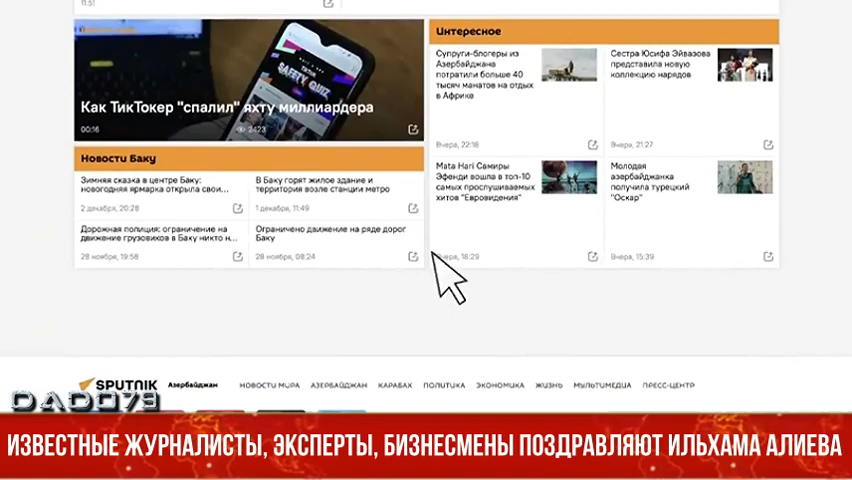 Интересное
Супруги-блогеры из
Азербайджана
потратили больше 40
тысяч манатов на отдых
в Африке
Вчера, 22:18
Сестра Юсифа Эйвазова
представила новую
коллекцию нарядов
Вчера, 21:27
TIKTOK
SAFETY QUIZ
Как ТикТокер "спалил" яхту миллиардера
00:16
2423
Новости Баку
Зимняя сказка в центре Баку:
новогодняя ярмарка открыла свои...
2 декабря, 20:28
В Баку горят жилое здание и
территория возле станции метро
1 декабря, 11:49
Дорожная полиция: ограничение на
движение грузовиков в Баку никто н...
28 ноября, 19:58
Ограничено движение на ряде дорог
Баку
28 ноября, 08:24
Mata Hari Самиры
Эфенди вошла в топ-10
самых прослушиваемых
хитов "Евровидения"
Вчера, 18:29
Молодая
азербайджанка
получила турецкий
"Оскар"
Вчера, 15:39
SPUTNIK Азербайджан
НОВОСТИ МИРА АЗЕРБАЙДЖАН КАРАБАХ ПОЛИТИКА ЭКОНОМИКА ЖИЗНЬ МУЛЬТИМЕДИА ПРЕСС-ЦЕНТР
DADO79
ИЗВЕСТНЫЕ ЖУРНАЛИСТЫ, ЭКСПЕРТЫ, БИЗНЕСМЕНЫ ПОЗДРАВЛЯЮТ ИЛЬХАМА АЛИЕВА